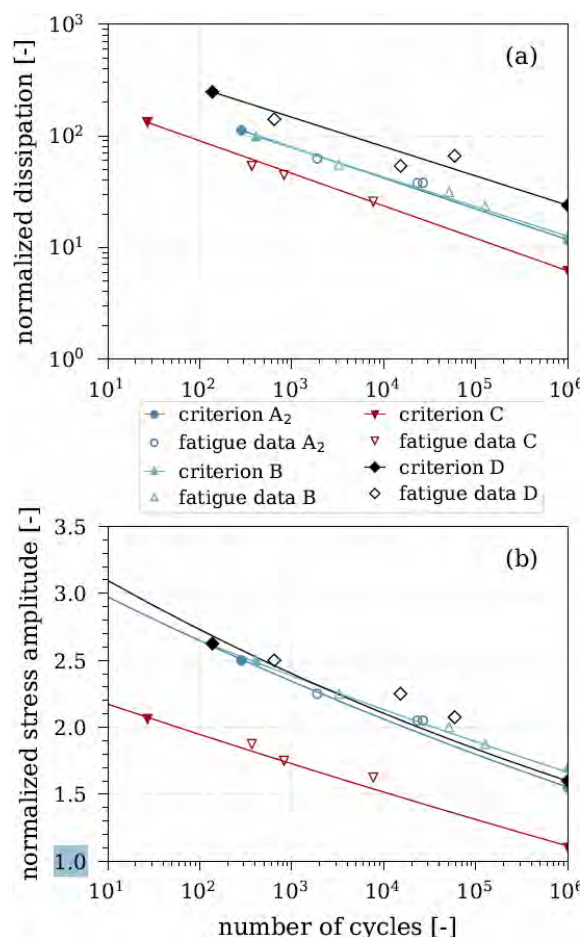 10³
(a)
normalized dissipation [-]
10²
10¹
10⁰
10¹ 10² 10³ 10⁴ 10⁵ 10⁶
criterion A₂ criterion C
fatigue data A₂ fatigue data C
criterion B criterion D
fatigue data B fatigue data D
3.5
(b)
normalized stress amplitude [-]
3.0
2.5
2.0
1.5
1.0
10¹ 10² 10³ 10⁴ 10⁵ 10⁶
number of cycles [-]